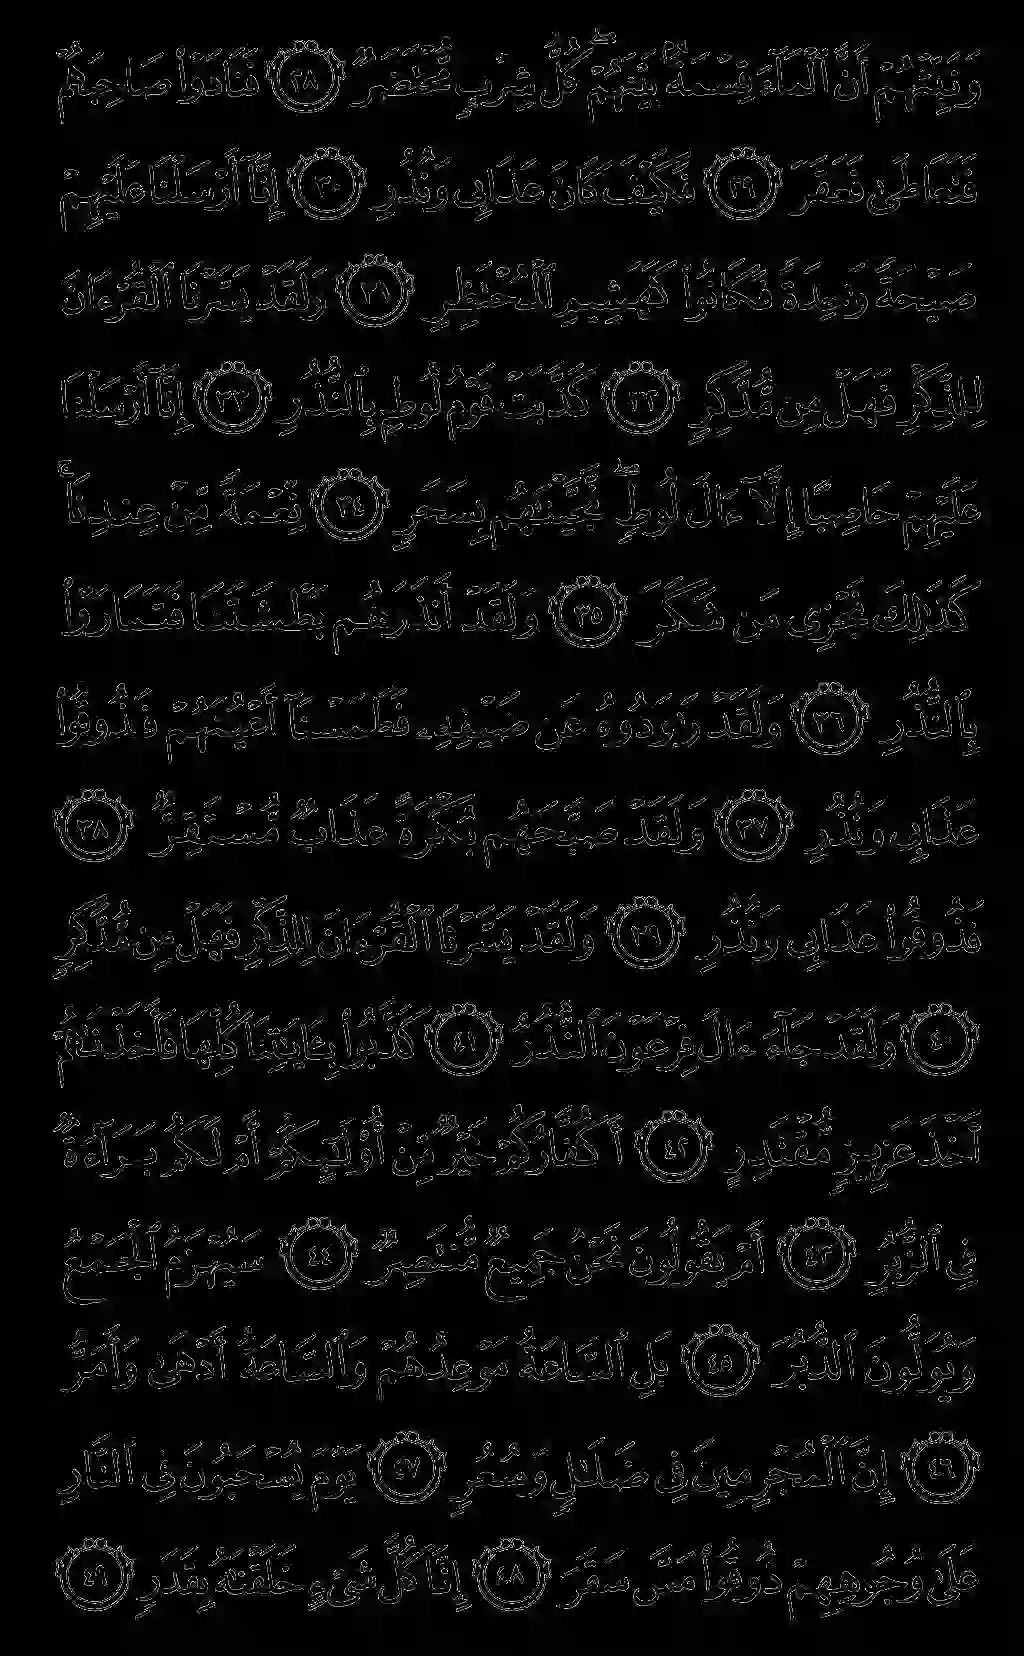 وَنَبِّئْهُمْ أَنَّ ٱلْمَآءَ قِسْمَةٌۢ بَيْنَهُمْ ۖ كُلُّ شِرْبٍ مُّحْتَضَرٌ ٢٨ فَنَادَوْا۟ صَاحِبَهُمْ
فَتَعَاطَىٰ فَعَقَرَ ٢٩ فَكَيْفَ كَانَ عَذَابِى وَنُذُرِ ٣٠ إِنَّآ أَرْسَلْنَا عَلَيْهِمْ
صَيْحَةً وَٰحِدَةً فَكَانُوا۟ كَهَشِيمِ ٱلْمُحْتَظِرِ ٣١ وَلَقَدْ يَسَّرْنَا ٱلْقُرْءَانَ
لِلذِّكْرِ فَهَلْ مِن مُّدَّكِرٍ ٣٢ كَذَّبَتْ قَوْمُ لُوطٍۭ بِٱلنُّذُرِ ٣٣ إِنَّآ أَرْسَلْنَا
عَلَيْهِمْ حَاصِبًا إِلَّآ ءَالَ لُوطٍ ۖ نَّجَّيْنَٰهُم بِسَحَرٍ ٣٤ نِّعْمَةً مِّنْ عِندِنَا ۚ
كَذَٰلِكَ نَجْزِى مَن شَكَرَ ٣٥ وَلَقَدْ أَنذَرَهُم بَطْشَتَنَا فَتَمَارَوْا۟
بِٱلنُّذُرِ ٣٦ وَلَقَدْ رَٰوَدُوهُ عَن ضَيْفِهِۦ فَطَمَسْنَآ أَعْيُنَهُمْ فَذُوقُوا۟
عَذَابِى وَنُذُرِ ٣٧ وَلَقَدْ صَبَّحَهُم بُكْرَةً عَذَابٌ مُّسْتَقِرٌّ ٣٨
فَذُوقُوا۟ عَذَابِى وَنُذُرِ ٣٩ وَلَقَدْ يَسَّرْنَا ٱلْقُرْءَانَ لِلذِّكْرِ فَهَلْ مِن مُّدَّكِرٍ
٤٠ وَلَقَدْ جَآءَ ءَالَ فِرْعَوْنَ ٱلنُّذُرُ ٤١ كَذَّبُوا۟ بِـَٔايَٰتِنَا كُلِّهَا فَأَخَذْنَٰهُمْ
أَخْذَ عَزِيزٍ مُّقْتَدِرٍ ٤٢ أَكُفَّارُكُمْ خَيْرٌ مِّنْ أُو۟لَٰٓئِكُمْ أَمْ لَكُم بَرَآءَةٌ
فِى ٱلزُّبُرِ ٤٣ أَمْ يَقُولُونَ نَحْنُ جَمِيعٌ مُّنتَصِرٌ ٤٤ سَيُهْزَمُ ٱلْجَمْعُ
وَيُوَلُّونَ ٱلدُّبُرَ ٤٥ بَلِ ٱلسَّاعَةُ مَوْعِدُهُمْ وَٱلسَّاعَةُ أَدْهَىٰ وَأَمَرُّ
٤٦ إِنَّ ٱلْمُجْرِمِينَ فِى ضَلَٰلٍ وَسُعُرٍ ٤٧ يَوْمَ يُسْحَبُونَ فِى ٱلنَّارِ
عَلَىٰ وُجُوهِهِمْ ذُوقُوا۟ مَسَّ سَقَرَ ٤٨ إِنَّا كُلَّ شَىْءٍ خَلَقْنَٰهُ بِقَدَرٍ ٤٩